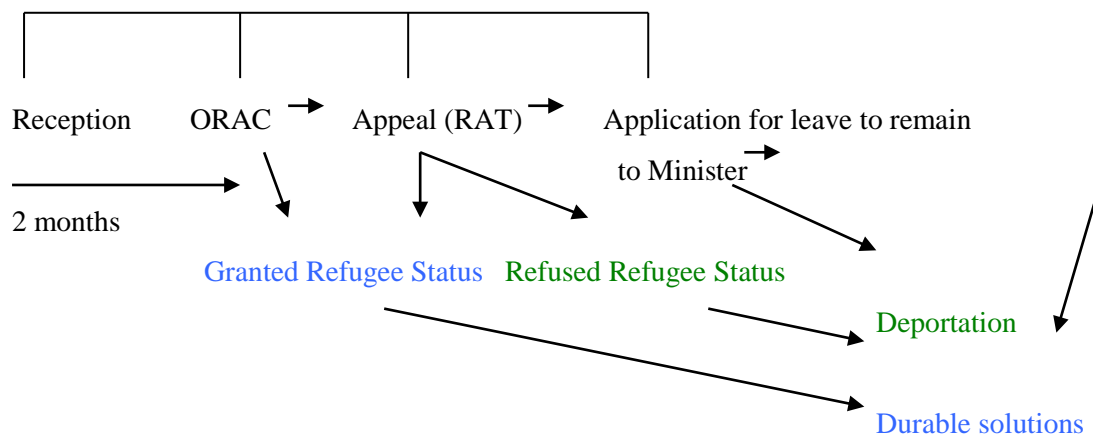 Reception ORAC Appeal (RAT) Application for leave to remain
to Minister
2 months
Granted Refugee Status Refused Refugee Status
Deportation
Durable solutions